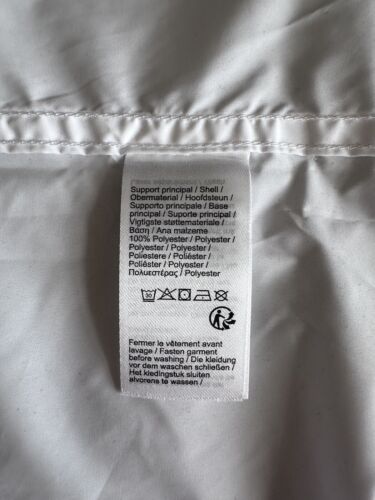 Support principal / Shell /
Obermaterial / Hoofdsteun /
Supporto principale / Base
principal / Suporte principal /
Vigtigste støttemateriale /
Βάση / Ana malzeme
100% Polyester / Polyester /
Polyester / Polyester /
Poliestere / Poliéster /
Poliéster / Polyester /
Πολυεστέρας / Polyester
30
Fermer le vêtement avant
lavage / Fasten garment
before washing / Die kleidung
vor dem waschen schließen /
Het kledingstuk sluiten
alvorens te wassen /